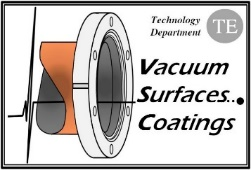 Technology
Department
TE
Vacuum
Surfaces..
Coatings